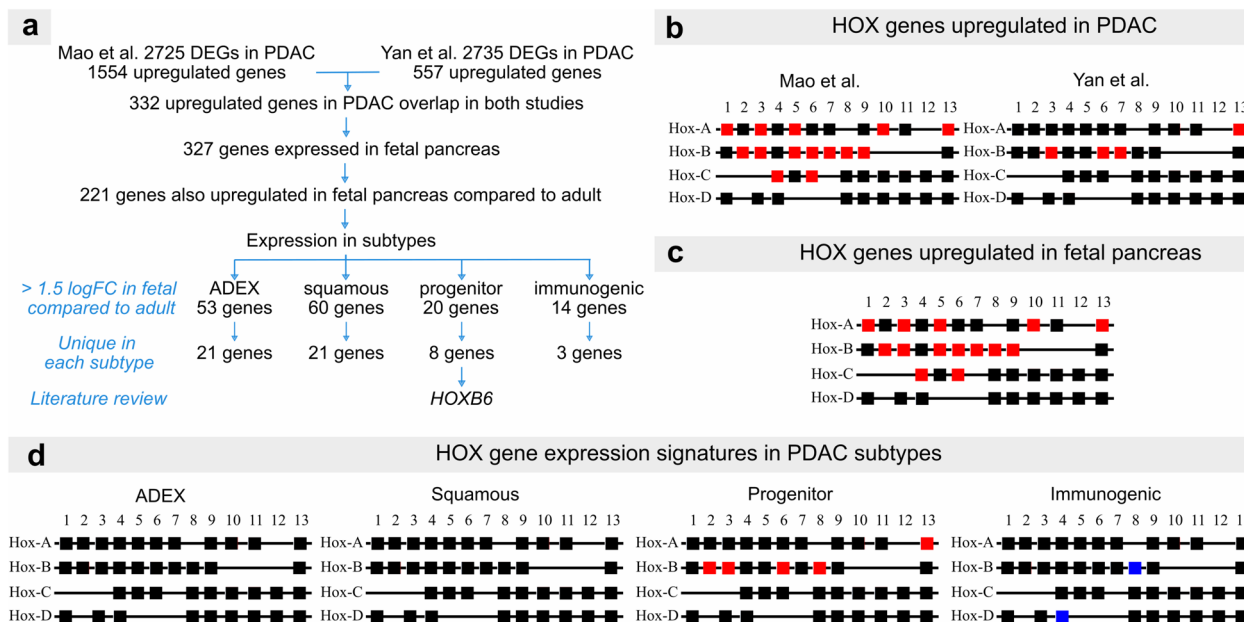 a
Mao et al. 2725 DEGs in PDAC
1554 upregulated genes
Yan et al. 2735 DEGs in PDAC
557 upregulated genes
332 upregulated genes in PDAC overlap in both studies
327 genes expressed in fetal pancreas
221 genes also upregulated in fetal pancreas compared to adult
Expression in subtypes
> 1.5 logFC in fetal
compared to adult
ADEX
53 genes
squamous
60 genes
progenitor
20 genes
immunogenic
14 genes
Unique in
each subtype
21 genes
21 genes
8 genes
3 genes
Literature review
HOXB6
b
HOX genes upregulated in PDAC
Mao et al.
1 2 3 4 5 6 7 9 10 11 13
Hox-A
Hox-B
Hox-C
Hox-D
Yan et al.
1 2 3 4 5 6 7 8 9 10 11 12 13
Hox-A
Hox-B
Hox-C
Hox-D
c
HOX genes upregulated in fetal pancreas
1 2 3 4 5 6 7 8 9 10 11 12 13
Hox-A
Hox-B
Hox-C
Hox-D
d
HOX gene expression signatures in PDAC subtypes
ADEX
1 2 3 4 5 6 7 8 9 10 11 12 13
Hox-A
Hox-B
Hox-C
Hox-D
Squamous
1 2 3 4 5 6 7 8 9 10 11 12 13
Hox-A
Hox-B
Hox-C
Hox-D
Progenitor
1 2 3 4 5 6 7 8 9 10 11 12 13
Hox-A
Hox-B
Hox-C
Hox-D
Immunogenic
1 2 3 4 5 6 7 8 9 10 11 12 1
Hox-A
Hox-B
Hox-C
Hox-D